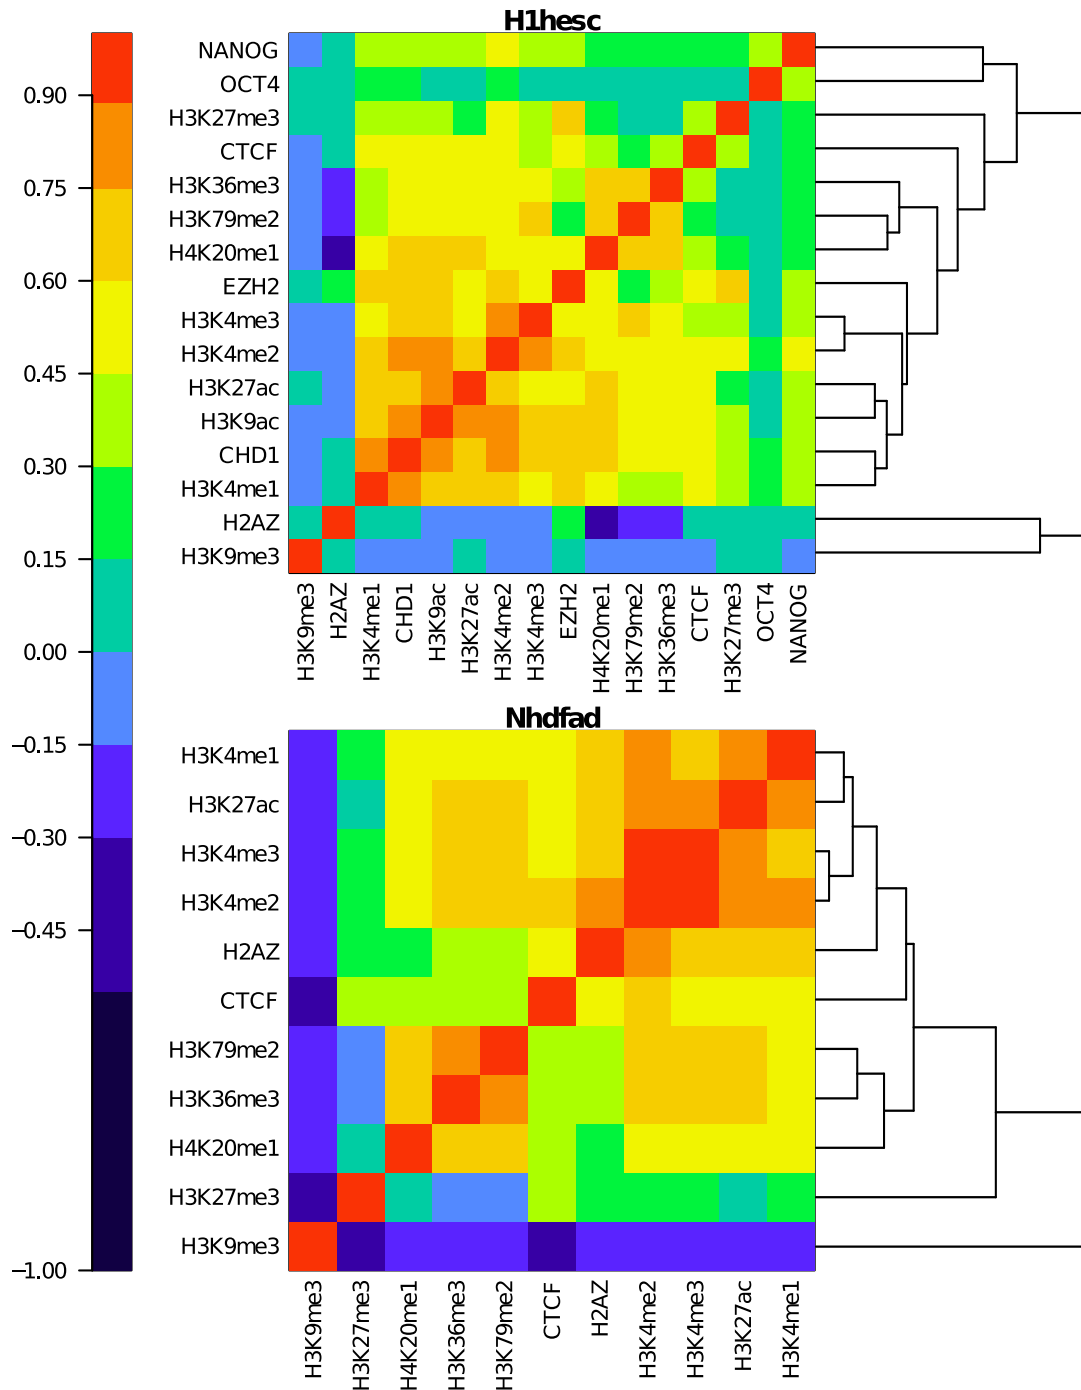 H1hesc
0.90
0.75
0.60
0.45
0.30
0.15
0.00
−0.15
−0.30
−0.45
−1.00
NANOG
OCT4
H3K27me3
CTCF
H3K36me3
H3K79me2
H4K20me1
EZH2
H3K4me3
H3K4me2
H3K27ac
H3K9ac
CHD1
H3K4me1
H2AZ
H3K9me3
H3K9me3
H2AZ
H3K4me1
CHD1
H3K9ac
H3K27ac
H3K4me2
H3K4me3
EZH2
H4K20me1
H3K79me2
H3K36me3
CTCF
H3K27me3
OCT4
NANOG
Nhdfad
H3K4me1
H3K27ac
H3K4me3
H3K4me2
H2AZ
CTCF
H3K79me2
H3K36me3
H4K20me1
H3K27me3
H3K9me3
H3K9me3
H3K27me3
H4K20me1
H3K36me3
H3K79me2
CTCF
H2AZ
H3K4me2
H3K4me3
H3K27ac
H3K4me1